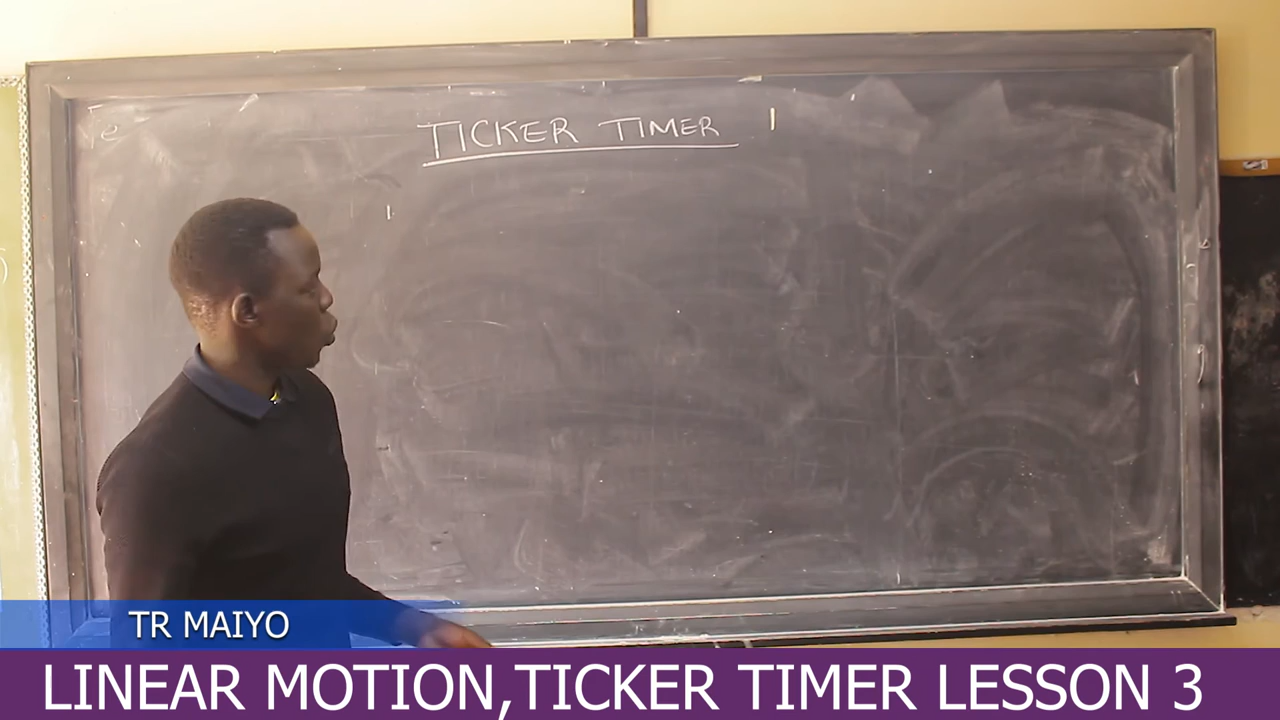 TICKER TIMER
TR MAIYO
LINEAR MOTION,TICKER TIMER LESSON 3